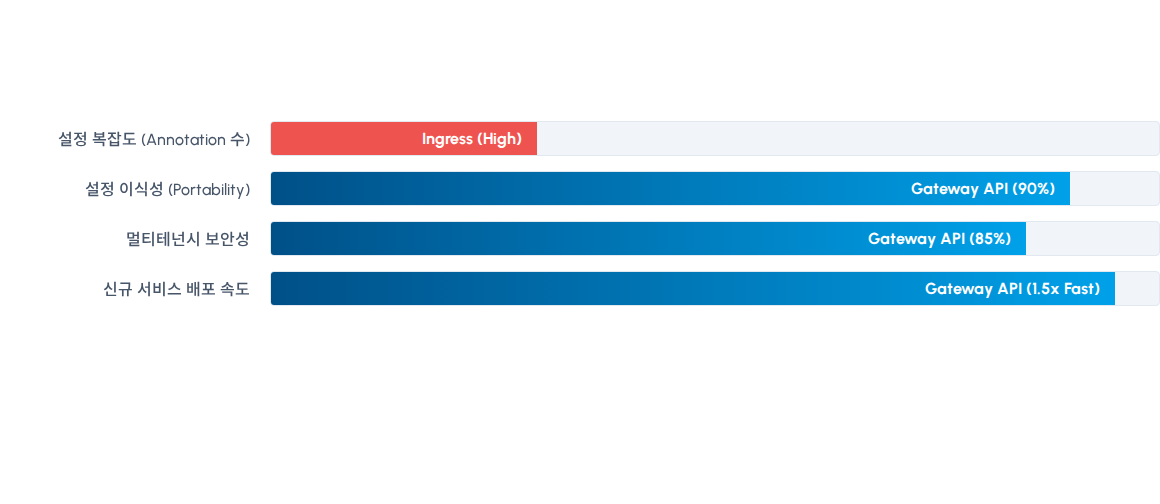 설정 복잡도 (Annotation 수) Ingress (High)
설정 이식성 (Portability) Gateway API (90%)
멀티테넌시 보안성 Gateway API (85%)
신규 서비스 배포 속도 Gateway API (1.5x Fast)